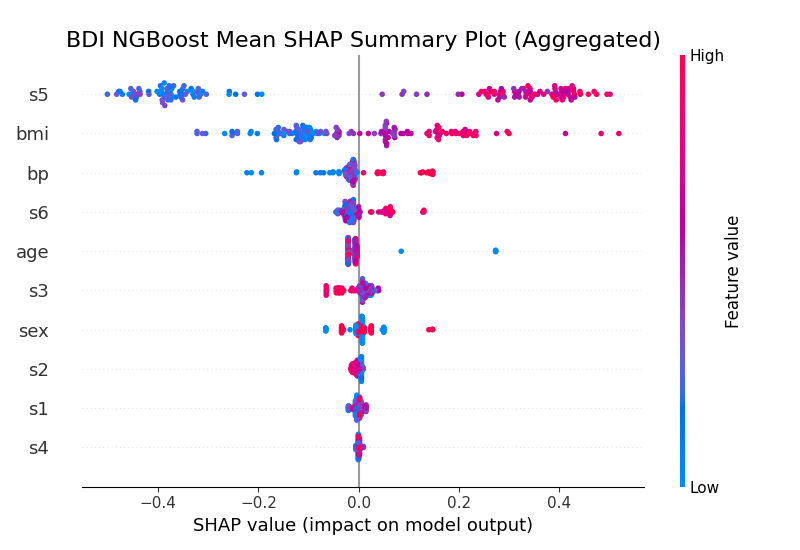 BDI NGBoost Mean SHAP Summary Plot (Aggregated)
High
s5
bmi
bp
s6
age
s3
sex
s2
s1
s4
Feature value
Low
−0.4 −0.2 0.0 0.2 0.4
SHAP value (impact on model output)